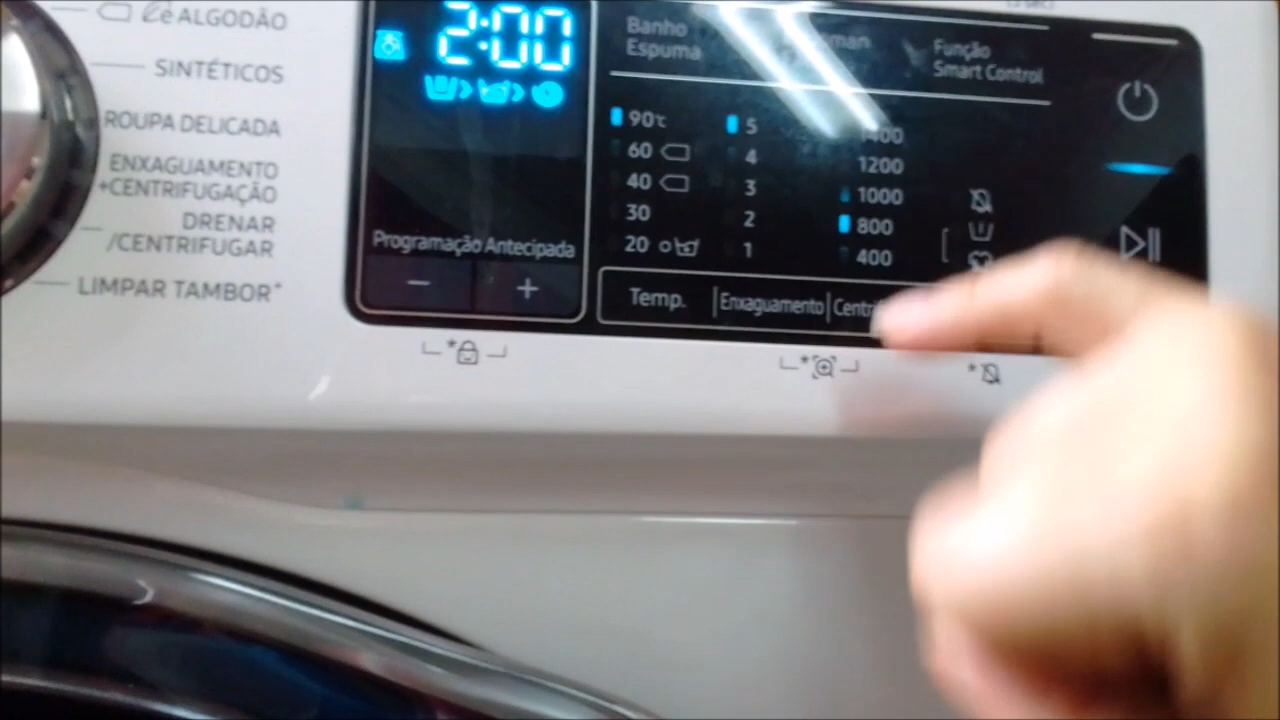 ALGODÃO
SINTÉTICOS
ROUPA DELICADA
ENXAGUAMENTO
+CENTRIFUGAÇÃO
DRENAR
/CENTRIFUGAR
LIMPAR TAMBOR*
2:00
Programação Antecipada
− +
Banho
Espuma
Função
Smart Control
90℃
60
40
30
20
5
4
3
2
1
1400
1200
1000
800
400
Temp. Enxaguamento